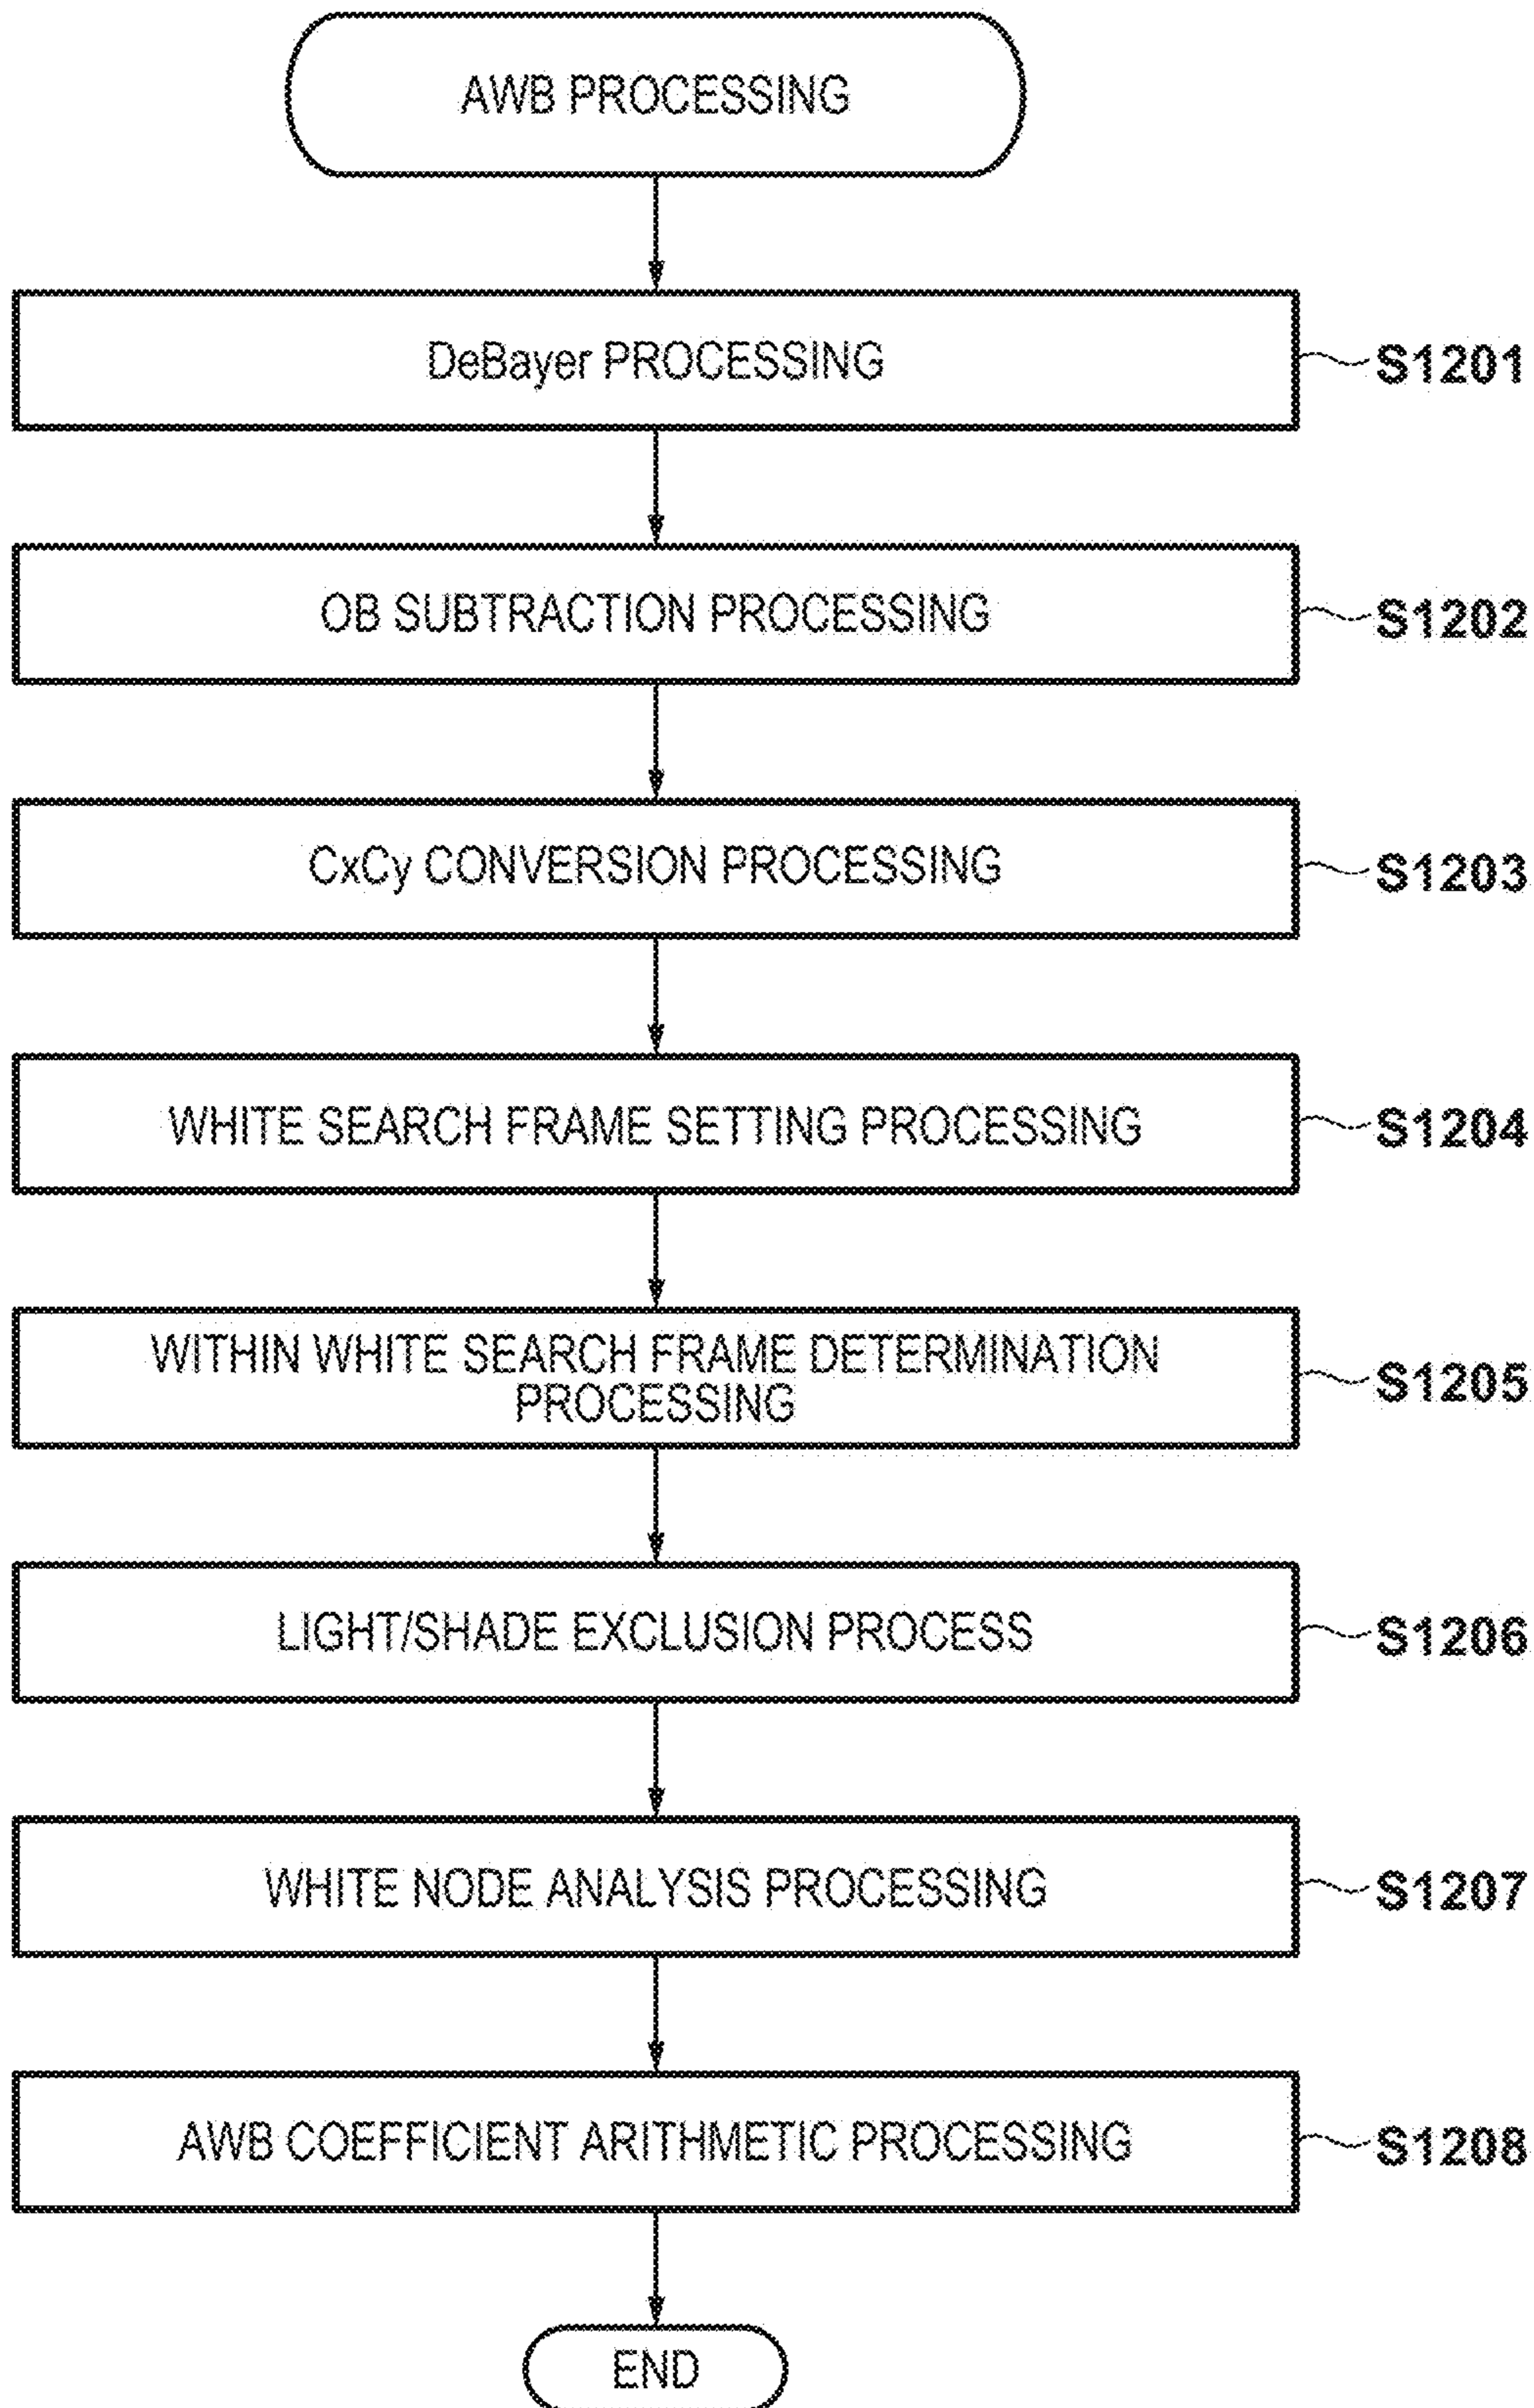 AWB PROCESSING
DeBayer PROCESSING
S1201
OB SUBTRACTION PROCESSING
S1202
CxCy CONVERSION PROCESSING
S1203
WHITE SEARCH FRAME SETTING PROCESSING
S1204
WITHIN WHITE SEARCH FRAME DETERMINATION
PROCESSING
S1205
LIGHT/SHADE EXCLUSION PROCESS
S1206
WHITE NODE ANALYSIS PROCESSING
S1207
AWB COEFFICIENT ARITHMETIC PROCESSING
S1208
END